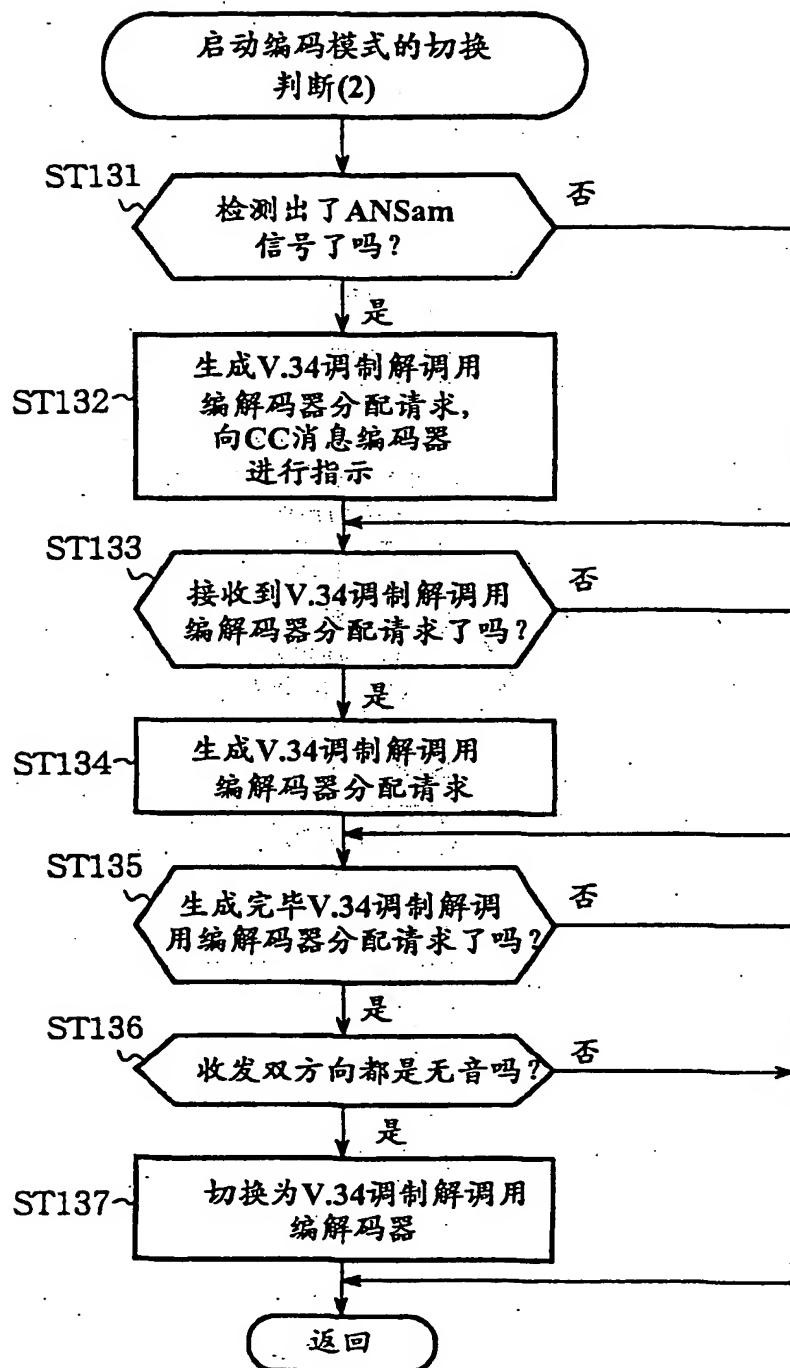 启动编码模式的切换
判断(2)
ST131
检测出了ANSam
信号了吗?
否
是
ST132
生成V.34调制解调用
编解码器分配请求,
向CC消息编码器
进行指示
ST133
接收到V.34调制解调用
编解码器分配请求了吗?
否
是
ST134
生成V.34调制解调用
编解码器分配请求
ST135
生成完毕V.34调制解调
用编解码器分配请求了吗?
否
是
ST136
收发双方向都是无音吗?
否
是
ST137
切换为V.34调制解调用
编解码器
返回